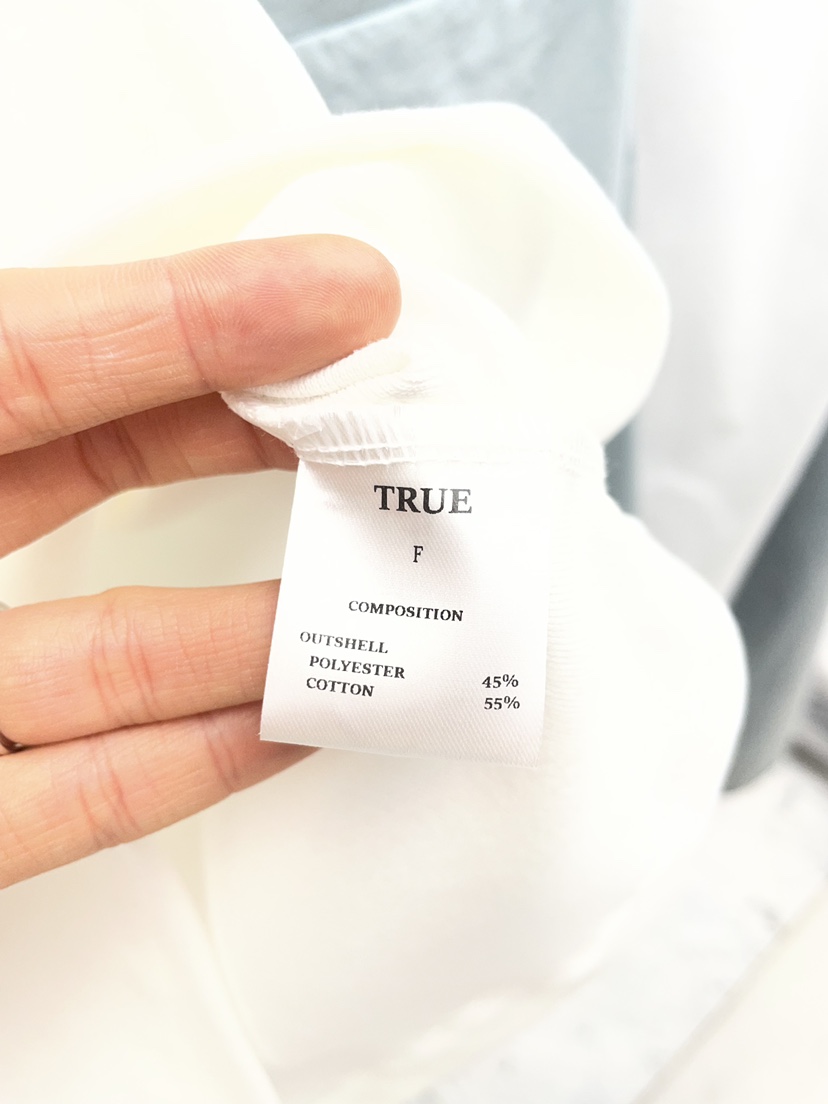 TRUE
F
COMPOSITION
OUTSHELL
POLYESTER 45%
COTTON 55%